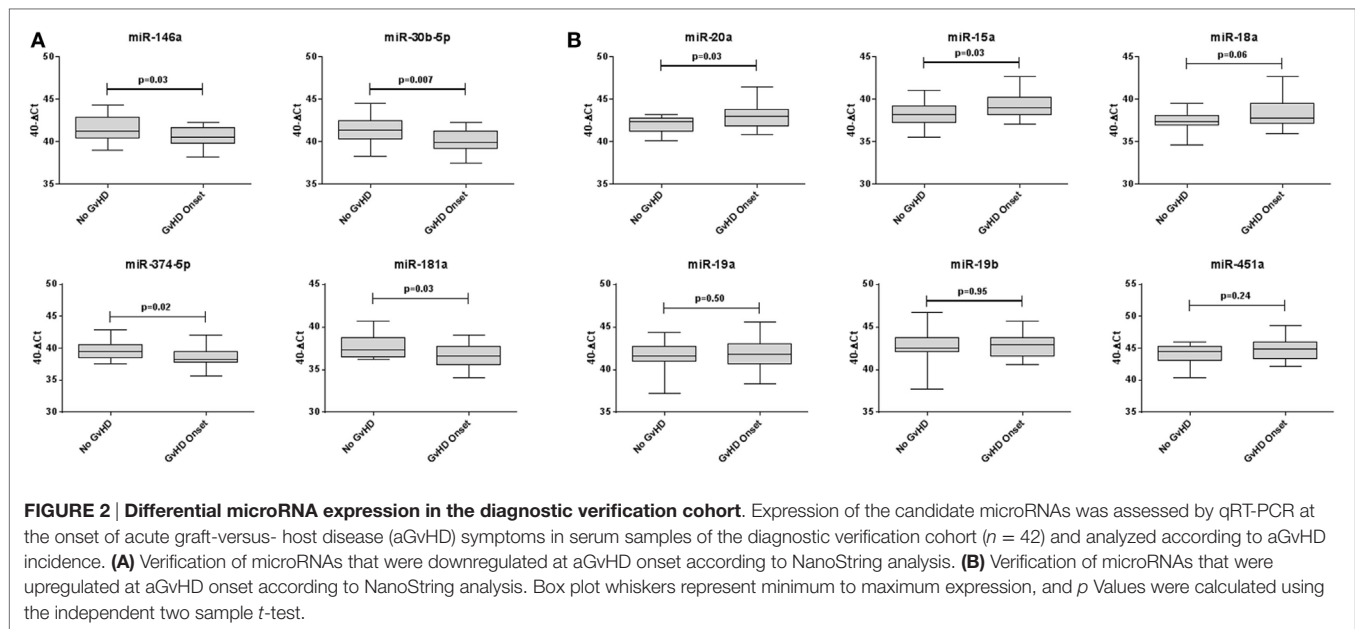 A
miR-146a
50
45
40
35
40-ΔCt
p=0.03
No GvHD
GvHD Onset
miR-30b-5p
50
45
40
35
40-ΔCt
p=0.007
No GvHD
GvHD Onset
B
miR-20a
50
45
40
35
40-ΔCt
p=0.03
No GvHD
GvHD Onset
miR-15a
50
45
40
35
30
40-ΔCt
p=0.03
No GvHD
GvHD Onset
miR-18a
50
45
40
35
30
40-ΔCt
p=0.06
No GvHD
GvHD Onset
miR-374-5p
50
45
40
35
30
40-ΔCt
p=0.02
No GvHD
GvHD Onset
miR-181a
45
40
35
30
40-ΔCt
p=0.03
No GvHD
GvHD Onset
miR-19a
50
45
40
35
40-ΔCt
p=0.50
No GvHD
GvHD Onset
miR-19b
50
45
40
35
40-ΔCt
p=0.95
No GvHD
GvHD Onset
miR-451a
55
50
45
40
35
40-ΔCt
p=0.24
No GvHD
GvHD Onset
FIGURE 2 | Differential microRNA expression in the diagnostic verification cohort. Expression of the candidate microRNAs was assessed by qRT-PCR at
the onset of acute graft-versus- host disease (aGvHD) symptoms in serum samples of the diagnostic verification cohort (n = 42) and analyzed according to aGvHD
incidence. (A) Verification of microRNAs that were downregulated at aGvHD onset according to NanoString analysis. (B) Verification of microRNAs that were
upregulated at aGvHD onset according to NanoString analysis. Box plot whiskers represent minimum to maximum expression, and p Values were calculated using
the independent two sample t-test.